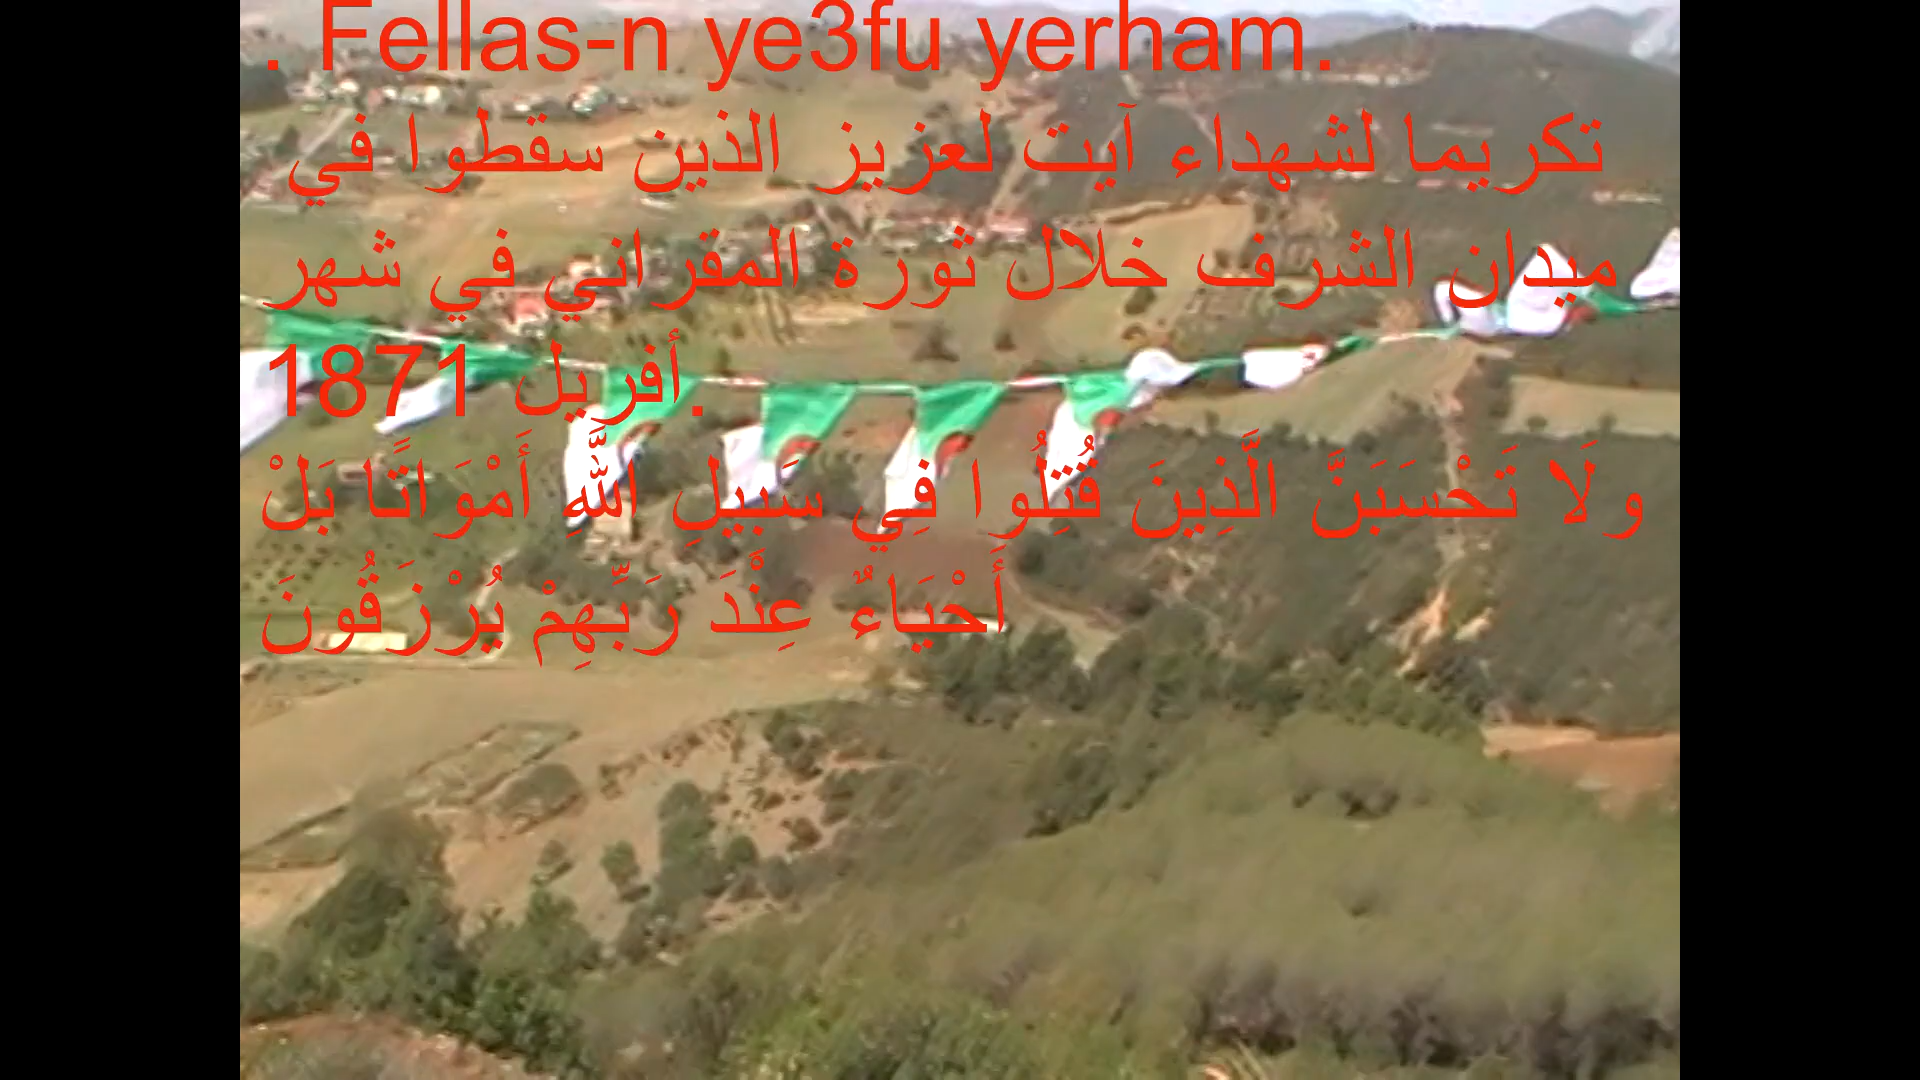 . Fellas-n ye3fu yerham.
تكريما لشهداء آيت لعزيز الذين سقطوا في
ميدان الشرف خلال ثورة المقراني في شهر
أفريل 1871.
ولَا تَحْسَبَنَّ الَّذِينَ قُتِلُوا فِي سَبِيلِ اللَّهِ أَمْوَاتًا بَلْ
أَحْيَاءٌ عِنْدَ رَبِّهِمْ يُرْزَقُونَ